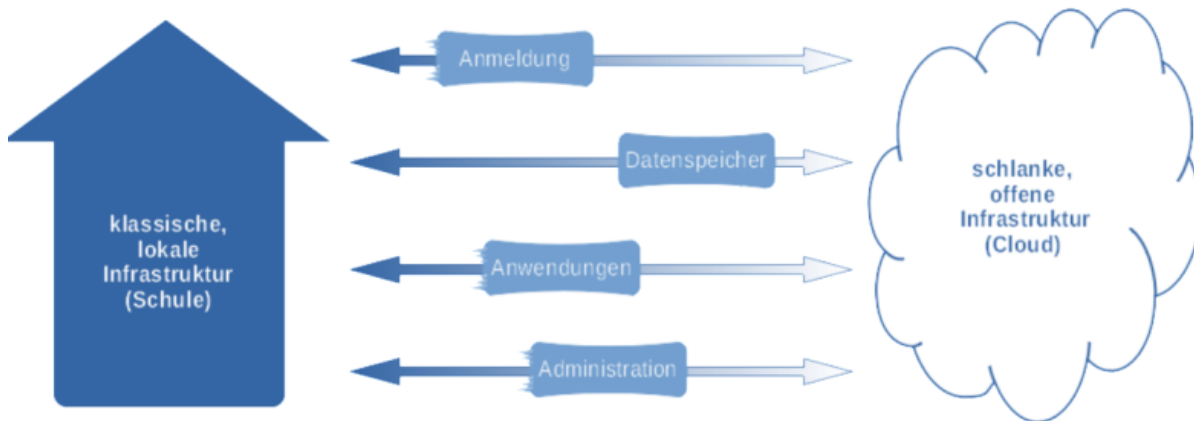 Anmeldung
Datenspeicher
klassische,
lokale
Infrastruktur
(Schule)
Anwendungen
Administration
schlanke,
offene
Infrastruktur
(Cloud)